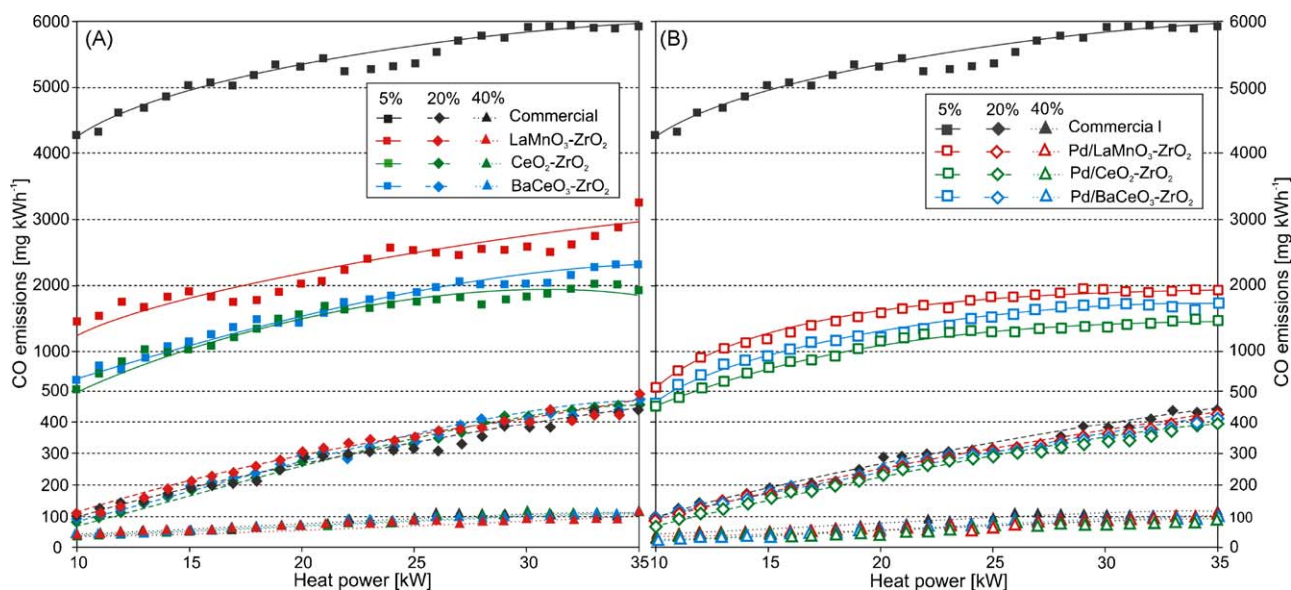 (A)
CO emissions [mg kWh⁻¹]
6000
5000
4000
3000
2000
1000
500
400
300
200
100
0
5% 20% 40%
Commercial
LaMnO₃-ZrO₂
CeO₂-ZrO₂
BaCeO₃-ZrO₂
10 15 20 25 30 35
Heat power [kW]
(B)
5% 20% 40%
Commercia l
Pd/LaMnO₃-ZrO₂
Pd/CeO₂-ZrO₂
Pd/BaCeO₃-ZrO₂
10 15 20 25 30 35
Heat power [kW]
6000
5000
4000
3000
2000
1000
500
400
300
200
100
0
CO emissions [mg kWh⁻¹]